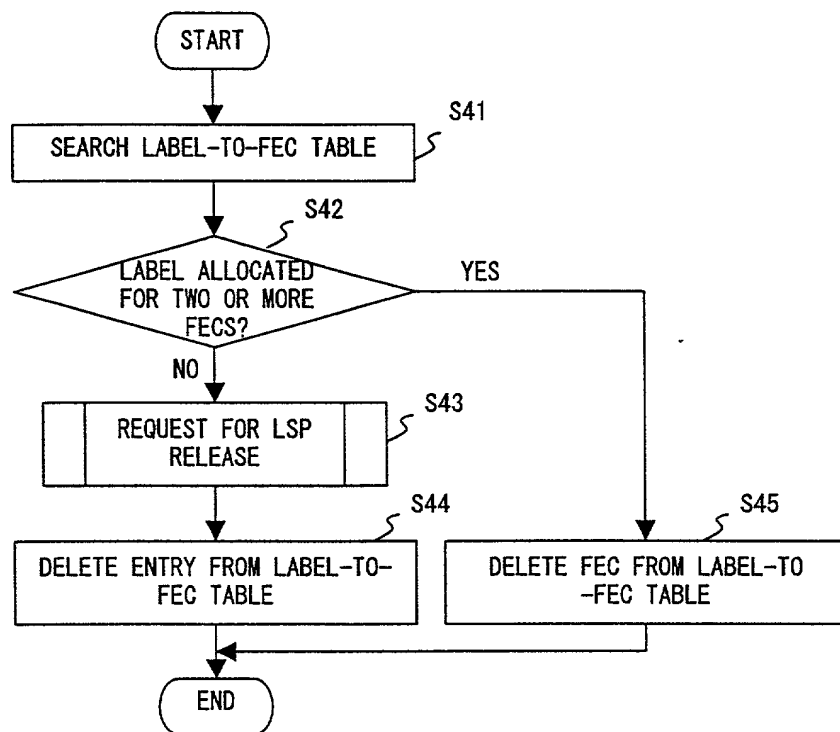 START
S41
SEARCH LABEL-TO-FEC TABLE
S42
LABEL ALLOCATED
FOR TWO OR MORE
FECS?
YES
NO
S43
REQUEST FOR LSP
RELEASE
S44
DELETE ENTRY FROM LABEL-TO-
FEC TABLE
S45
DELETE FEC FROM LABEL-TO
-FEC TABLE
END